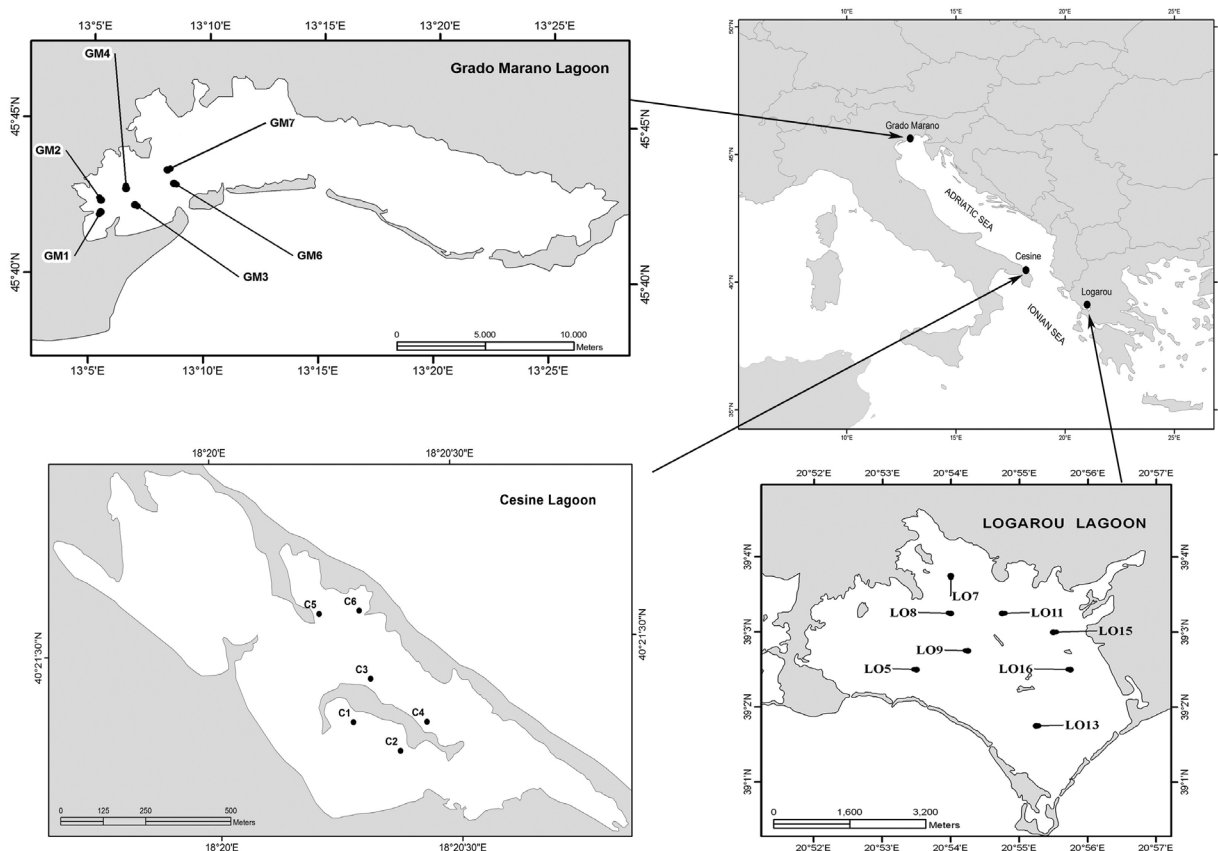 13°5'E 13°10'E 13°15'E 13°20'E 13°25'E
Grado Marano Lagoon
GM4
GM7
GM2
GM1
GM3
GM6
45°45'N
45°40'N
45°45'N
45°40'N
0 5.000 10.000
Meters
13°5'E 13°10'E 13°15'E 13°20'E 13°25'E
50°N
45°N
40°N
35°N
Grado Marano
ADRIATIC SEA
Cesine
Logarou
IONIAN SEA
10°E 15°E 20°E 25°E
18°20'E 18°20'30"E
Cesine Lagoon
C5
C6
C3
C1
C4
C2
40°21'30"N
40°21'30"N
0 125 250 500
Meters
18°20'E 18°20'30"E
20°52'E 20°53'E 20°54'E 20°55'E 20°56'E 20°57'E
LOGAROU LAGOON
39°4'N
39°3'N
39°2'N
39°1'N
39°4'N
39°3'N
39°2'N
39°1'N
LO7
LO8
LO11
LO15
LO9
LO5
LO16
LO13
0 1,600 3,200
Meters
20°52'E 20°53'E 20°54'E 20°55'E 20°56'E 20°57'E